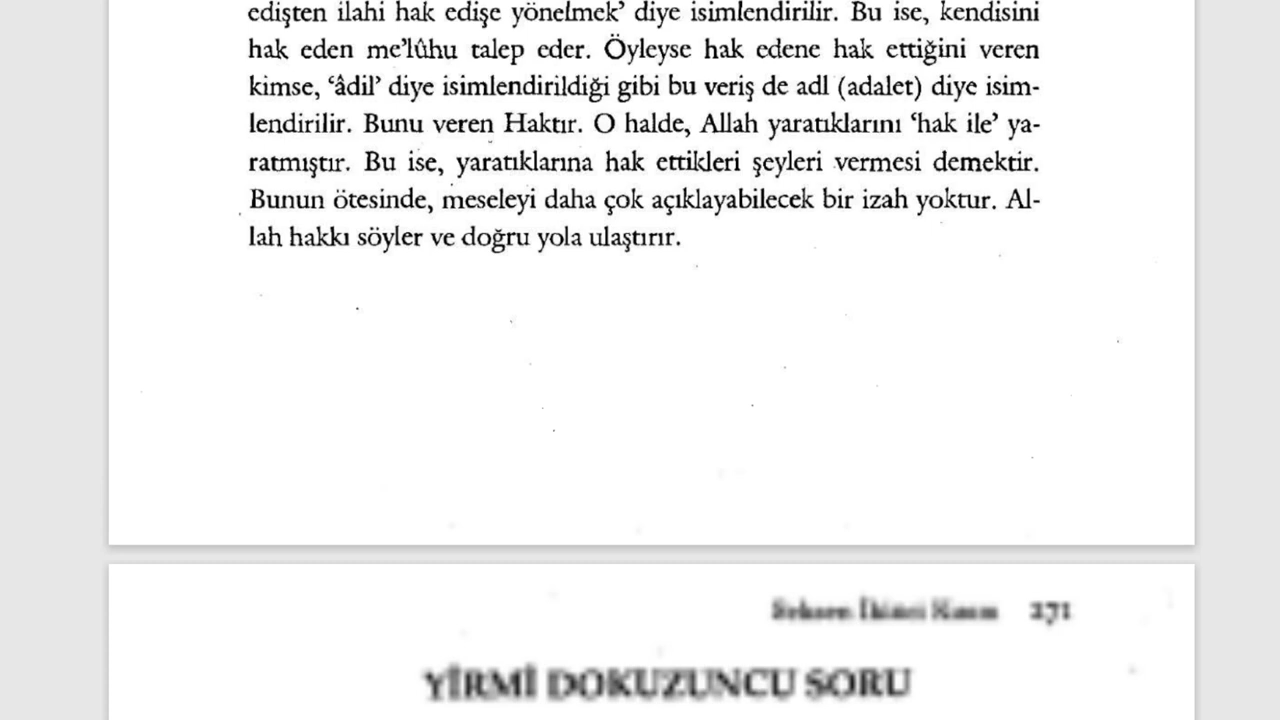 edişten ilahi hak edişe yönelmek’ diye isimlendirilir. Bu ise, kendisini
hak eden me’lûhu talep eder. Öyleyse hak edene hak ettiğini veren
kimse, ‘âdil’ diye isimlendirildiği gibi bu veriş de adl (adalet) diye isim-
lendirilir. Bunu veren Haktır. O halde, Allah yaratıklarını ‘hak ile’ ya-
ratmıştır. Bu ise, yaratıklarına hak ettikleri şeyleri vermesi demektir.
Bunun ötesinde, meseleyi daha çok açıklayabilecek bir izah yoktur. Al-
lah hakkı söyler ve doğru yola ulaştırır.
Seksen İkinci Kısım 271
YİRMİ DOKUZUNCU SORU